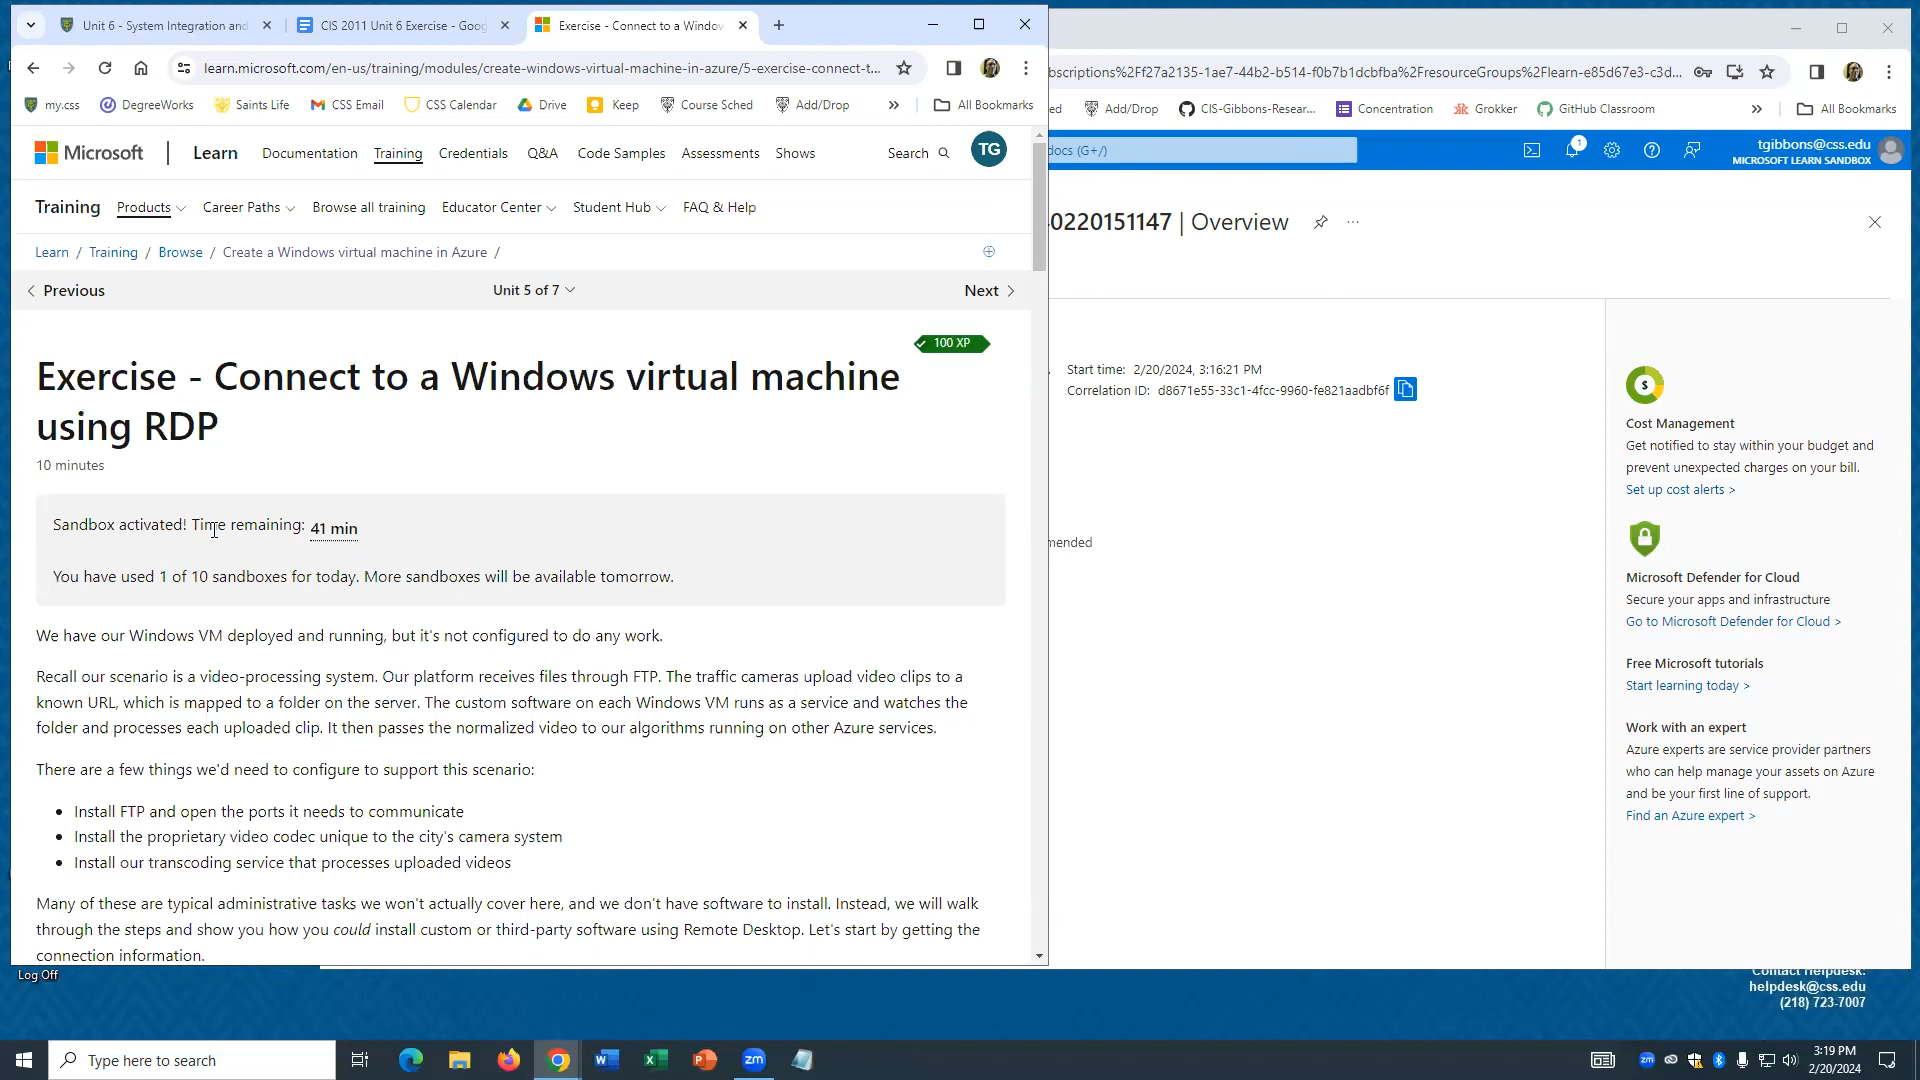 Unit 6 - System Integration and
CIS 2011 Unit 6 Exercise - Goog
Exercise - Connect to a Window
learn.microsoft.com/en-us/training/modules/create-windows-virtual-machine-in-azure/5-exercise-connect-t...
my.css
DegreeWorks
Saints Life
CSS Email
CSS Calendar
Drive
Keep
Course Sched
Add/Drop
»
All Bookmarks
Microsoft
Learn
Documentation
Training
Credentials
Q&A
Code Samples
Assessments
Shows
Search
TG
Training
Products
Career Paths
Browse all training
Educator Center
Student Hub
FAQ & Help
Learn / Training / Browse / Create a Windows virtual machine in Azure /
Previous
Unit 5 of 7
Next
100 XP
Exercise - Connect to a Windows virtual machine
using RDP
10 minutes
Sandbox activated! Time remaining: 41 min
You have used 1 of 10 sandboxes for today. More sandboxes will be available tomorrow.
We have our Windows VM deployed and running, but it's not configured to do any work.
Recall our scenario is a video-processing system. Our platform receives files through FTP. The traffic cameras upload video clips to a
known URL, which is mapped to a folder on the server. The custom software on each Windows VM runs as a service and watches the
folder and processes each uploaded clip. It then passes the normalized video to our algorithms running on other Azure services.
There are a few things we'd need to configure to support this scenario:
• Install FTP and open the ports it needs to communicate
• Install the proprietary video codec unique to the city's camera system
• Install our transcoding service that processes uploaded videos
Many of these are typical administrative tasks we won't actually cover here, and we don't have software to install. Instead, we will walk
through the steps and show you how you could install custom or third-party software using Remote Desktop. Let's start by getting the
connection information.
bscriptions%2Ff27a2135-1ae7-44b2-b514-f0b7b1dcbfba%2FresourceGroups%2Flearn-e85d67e3-c3d...
ed
Add/Drop
CIS-Gibbons-Resear...
Concentration
Grokker
GitHub Classroom
»
All Bookmarks
docs (G+/)
1
tgibbons@css.edu
MICROSOFT LEARN SANDBOX
0220151147 | Overview
...
Start time: 2/20/2024, 3:16:21 PM
Correlation ID: d8671e55-33c1-4fcc-9960-fe821aadbf6f
mended
Cost Management
Get notified to stay within your budget and
prevent unexpected charges on your bill.
Set up cost alerts >
Microsoft Defender for Cloud
Secure your apps and infrastructure
Go to Microsoft Defender for Cloud >
Free Microsoft tutorials
Start learning today >
Work with an expert
Azure experts are service provider partners
who can help manage your assets on Azure
and be your first line of support.
Find an Azure expert >
Log Off
Contact Helpdesk:
helpdesk@css.edu
(218) 723-7007
Type here to search
zm
3:19 PM
2/20/2024